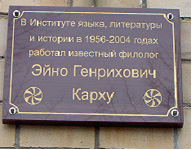 В Институте языка, литературы
и истории в 1956-2004 годах
работал известный филолог
Эйно Генрихович
Карху